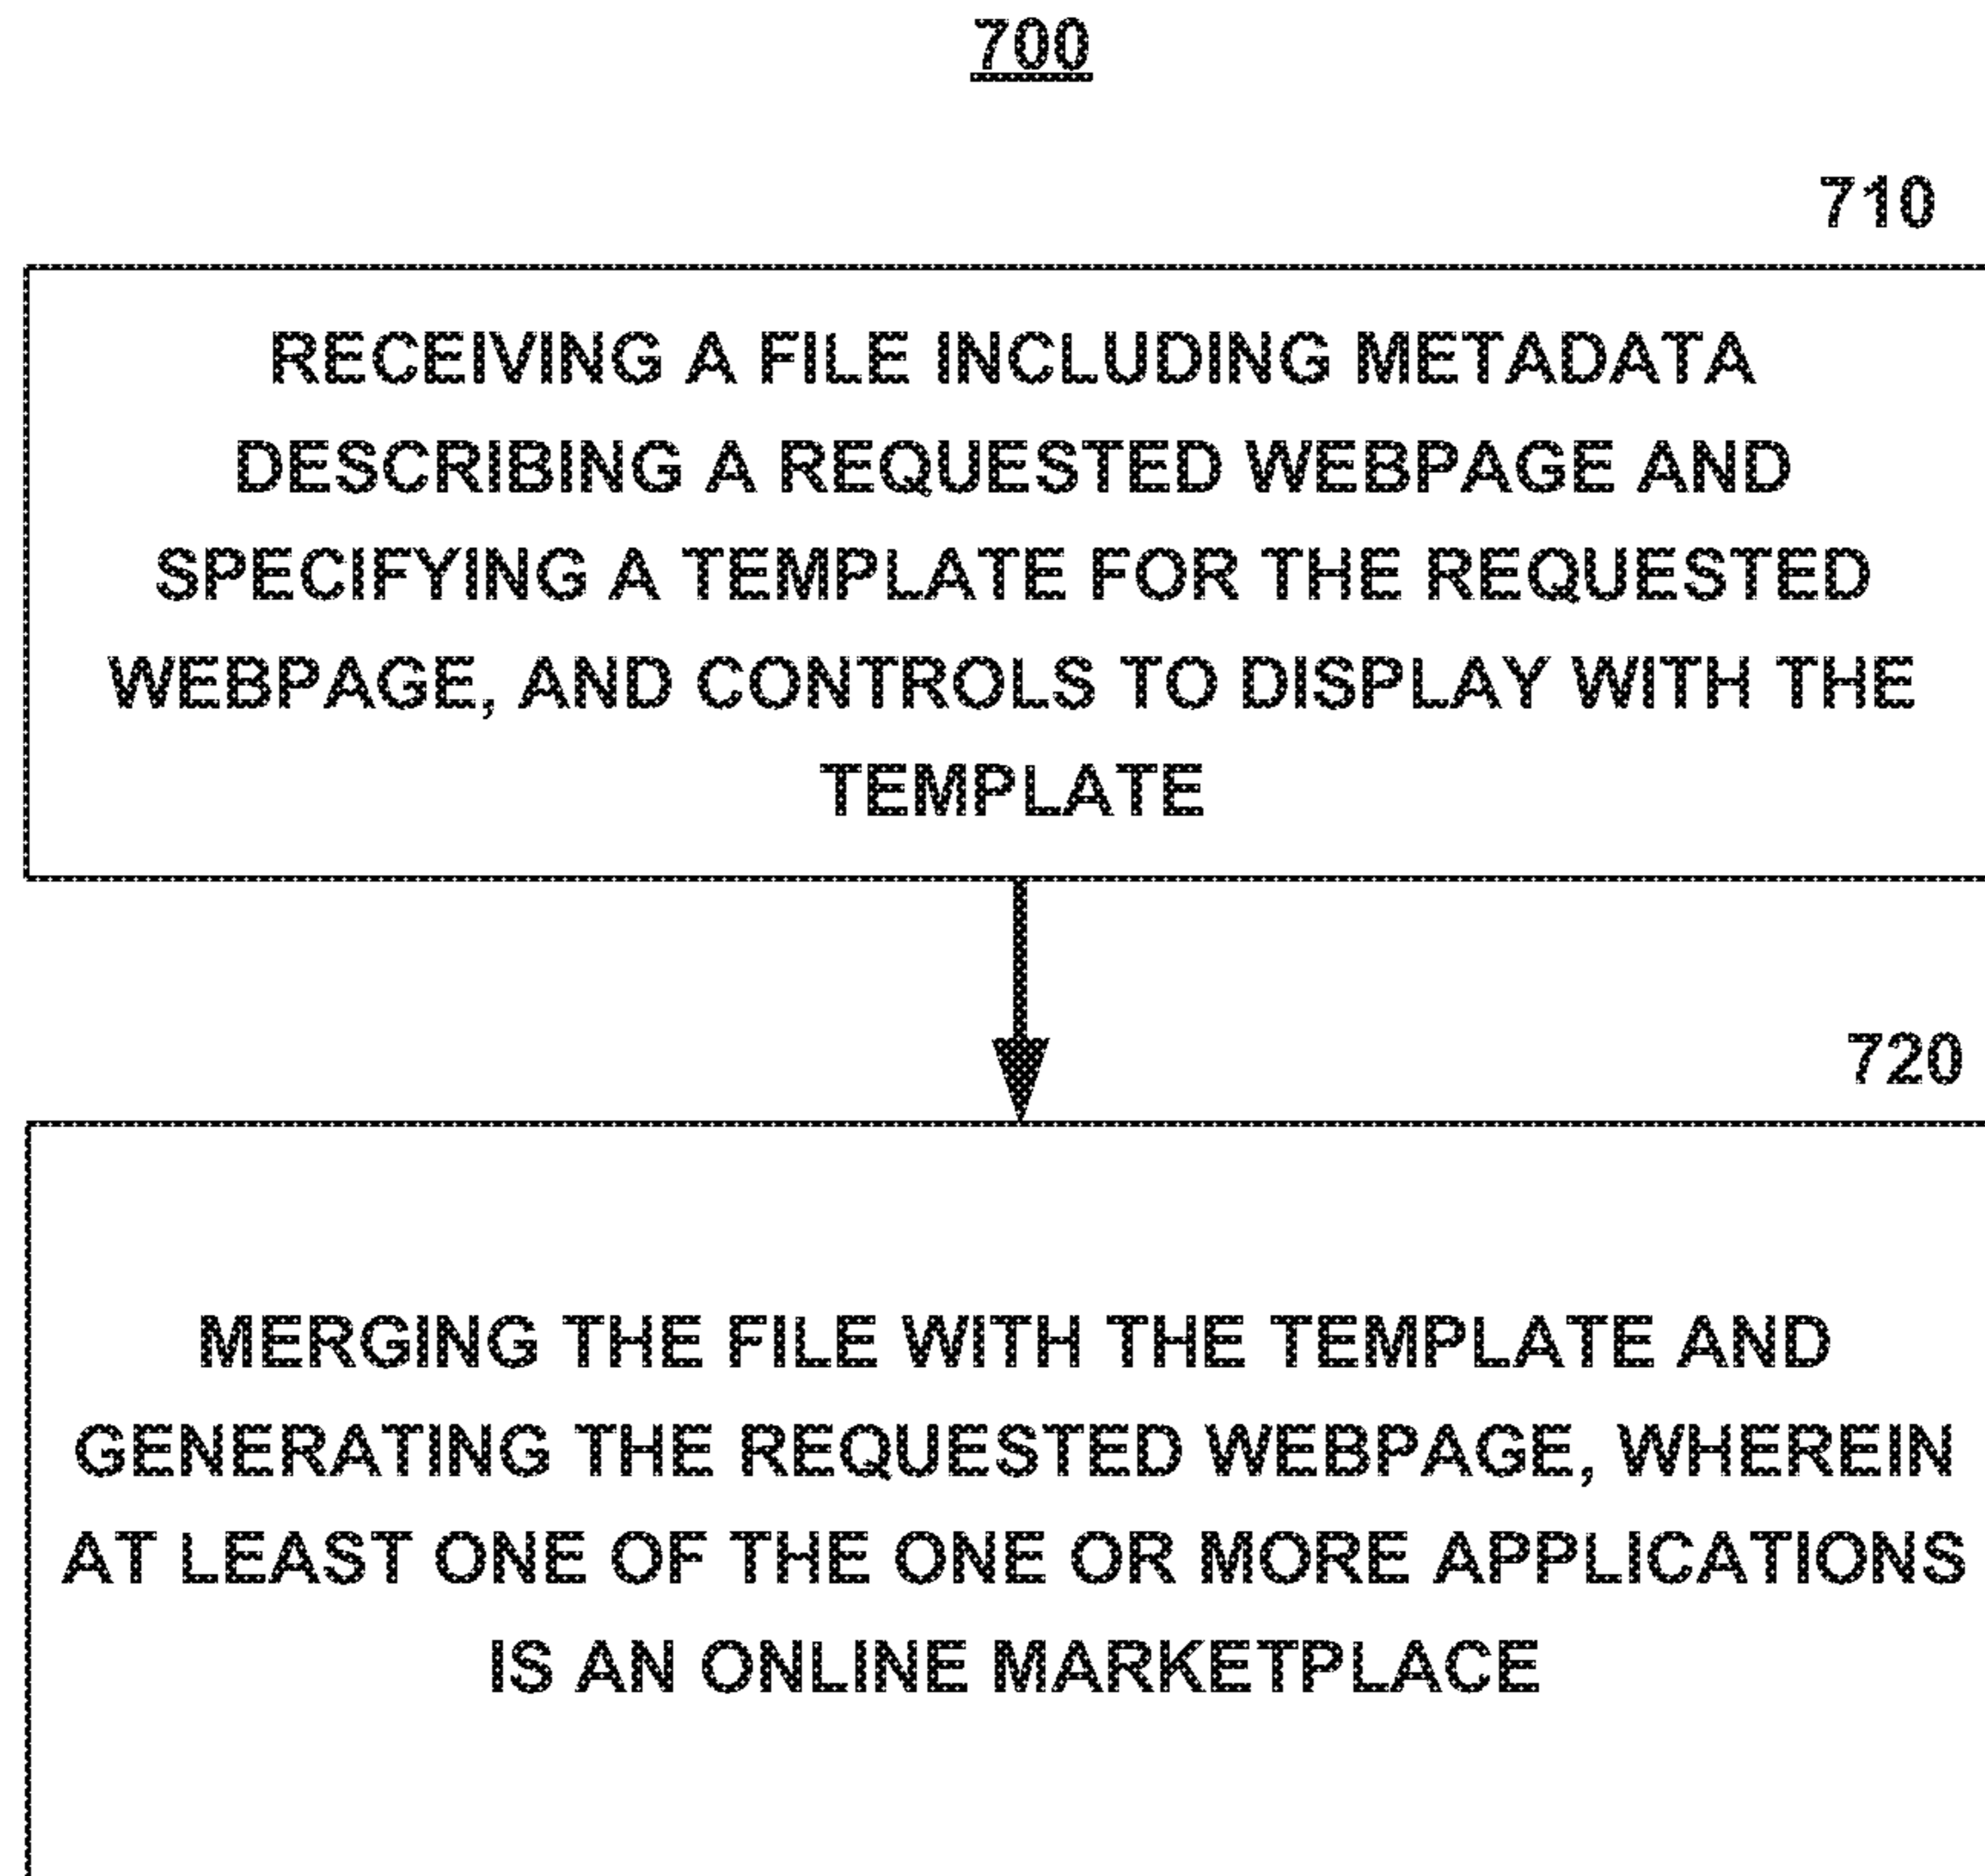 700
710
RECEIVING A FILE INCLUDING METADATA
DESCRIBING A REQUESTED WEBPAGE AND
SPECIFYING A TEMPLATE FOR THE REQUESTED
WEBPAGE, AND CONTROLS TO DISPLAY WITH THE
TEMPLATE
720
MERGING THE FILE WITH THE TEMPLATE AND
GENERATING THE REQUESTED WEBPAGE, WHEREIN
AT LEAST ONE OF THE ONE OR MORE APPLICATIONS
IS AN ONLINE MARKETPLACE